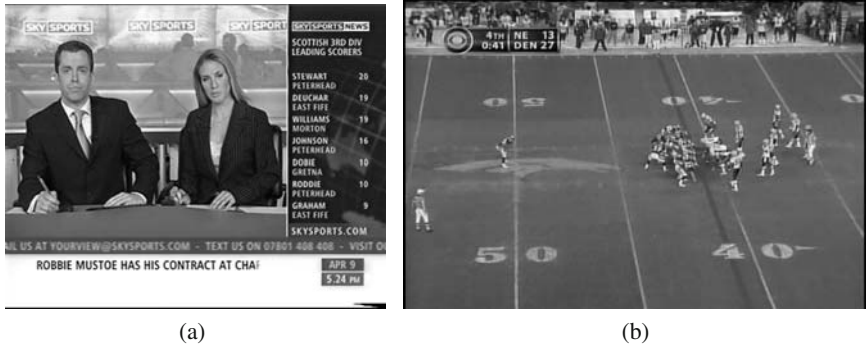 SKY SPORTS SKY SPORTS SKY SPORT
SKY SPORTS NEWS
SCOTTISH 3RD DIV
LEADING SCORERS
STEWART 20
PETERHEAD
DEUCHAR 19
EAST FIFE
WILLIAMS 19
MORTON
JOHNSON 16
PETERHEAD
DOBIE 10
GRETNA
RODDIE 10
PETERHEAD
GRAHAM 9
EAST FIFE
SKYSPORTS.COM
AIL US AT YOURVIEW@SKYSPORTS.COM - TEXT US ON 07801 408 408 - VISIT OU
ROBBIE MUSTOE HAS HIS CONTRACT AT CHA
APR 9
5.24 PM
(a)
4TH NE 13
0:41 DEN 27
50 40
50 40
(b)